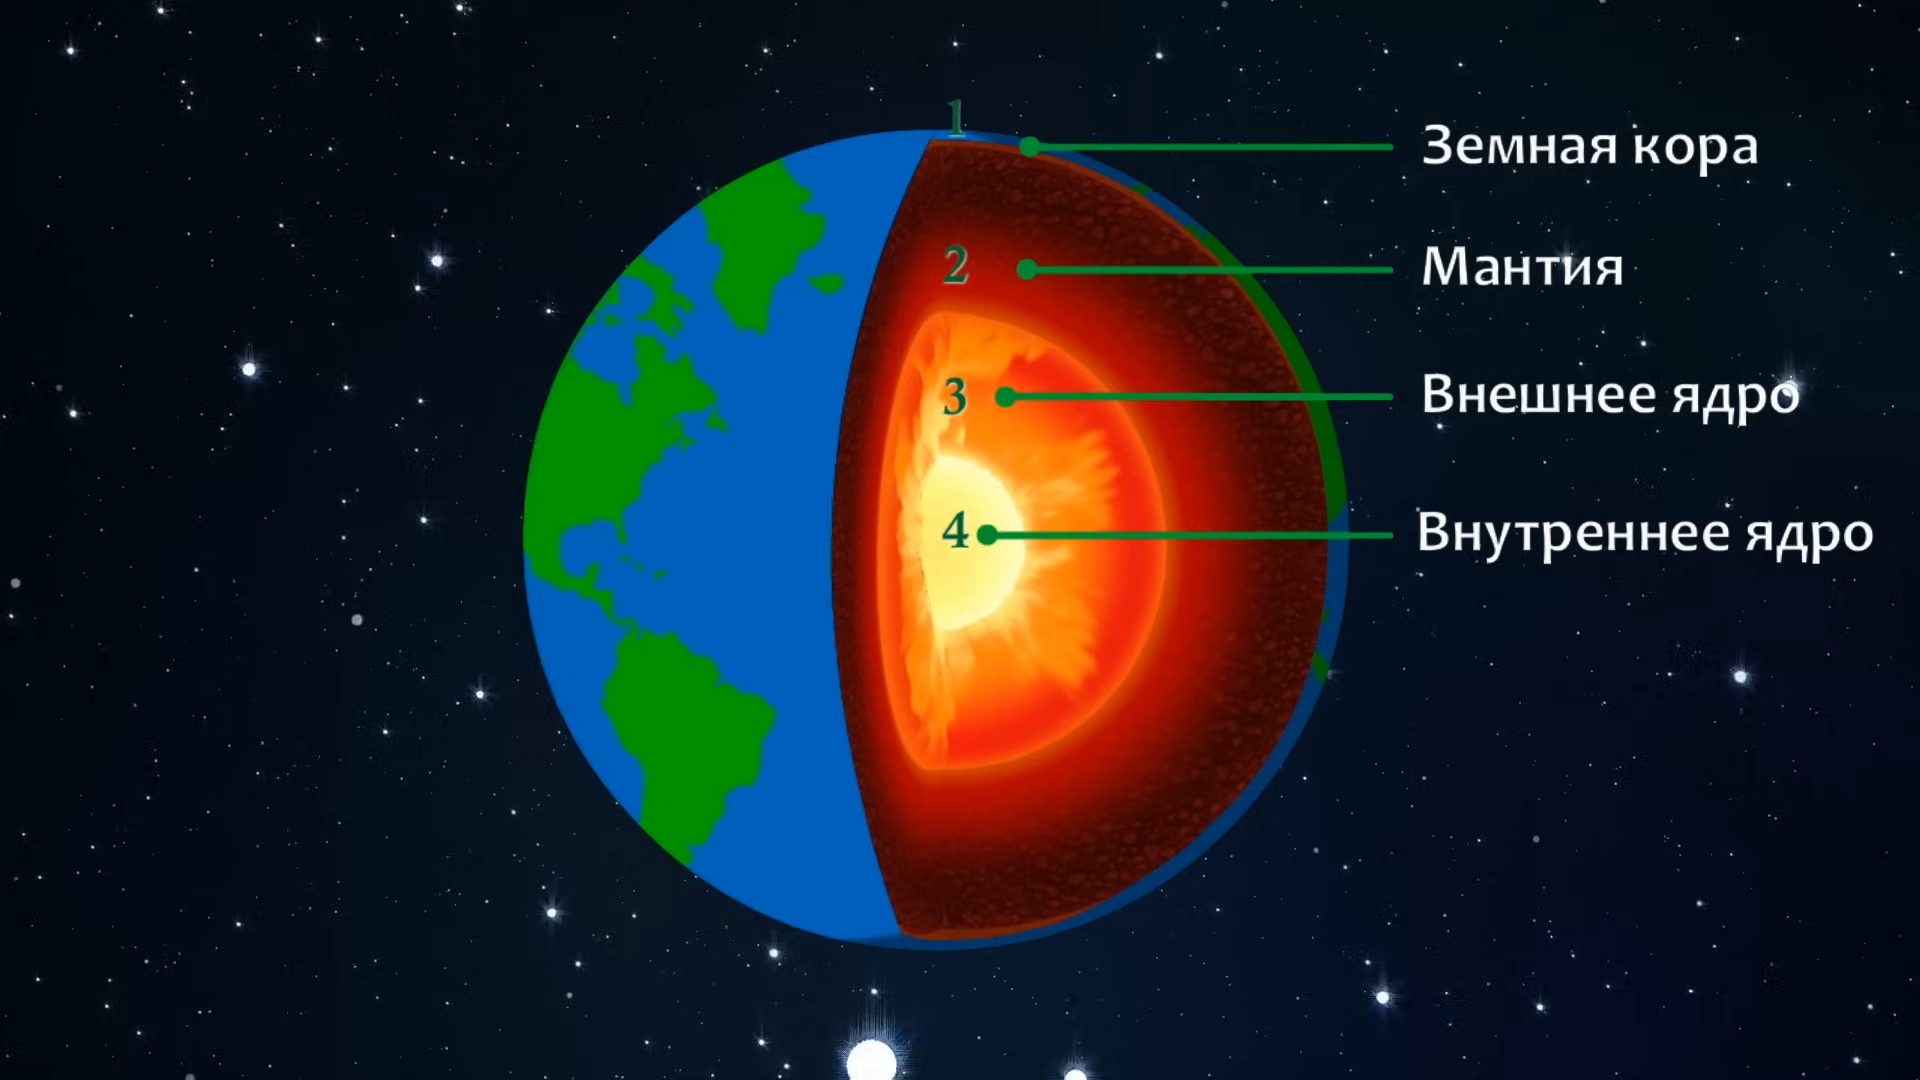 1 Земная кора
2 Мантия
3 Внешнее ядро
4 Внутреннее ядро